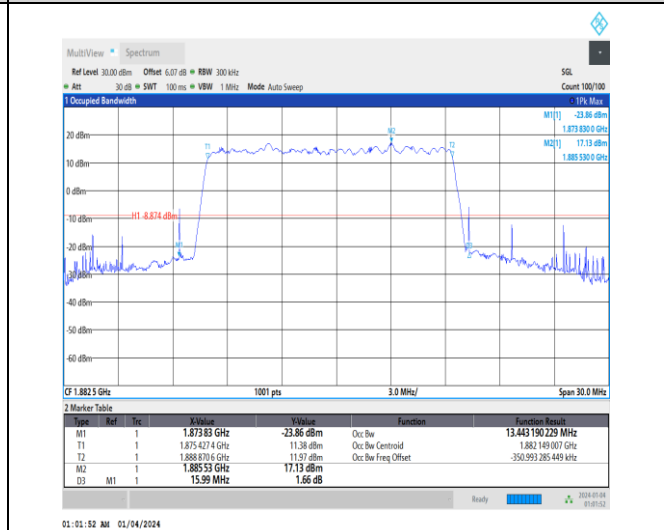 MultiView Spectrum
Ref Level 30.00 dBm Offset 6.07 dB RBW 300 kHz SGL
Att 30 dB SWT 100 ms VBW 1 MHz Mode Auto Sweep Count 100/100
1 Occupied Bandwidth 1Pk Max
M1[1] -23.86 dBm
1.873 830 0 GHz
M2[1] 17.13 dBm
1.885 530 0 GHz
20 dBm
M2
T1 T2
10 dBm
0 dBm
H1 -8.874 dBm
-10 dBm
-20 dBm
M1
-30 dBm
-40 dBm
-50 dBm
-60 dBm
CF 1.882 5 GHz 1001 pts 3.0 MHz/ Span 30.0 MHz
2 Marker Table
Type Ref Trc X-Value Y-Value Function Function Result
M1 1 1.873 83 GHz -23.86 dBm Occ Bw 13.443 190 229 MHz
T1 1 1.875 427 4 GHz 11.38 dBm Occ Bw Centroid 1.882 149 007 GHz
T2 1 1.888 870 6 GHz 11.97 dBm Occ Bw Freq Offset -350.993 285 449 kHz
M2 1 1.885 53 GHz 17.13 dBm
D3 M1 1 15.99 MHz 1.66 dB
Ready 2024-01-04
01:01:52
01:01:52 AM 01/04/2024